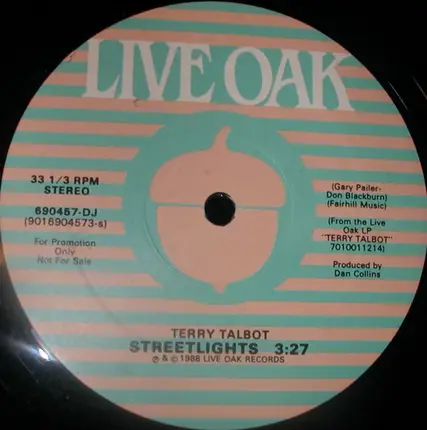 LIVE OAK
33 1/3 RPM
STEREO
690457-DJ
(9016904573-s)
For Promotion
Only
Not For Sale
(Gary Pailer-
Don Blackburn)
(Fairhill Music)
(From the Live
Oak LP
"TERRY TALBOT"
7010011214)
Produced by
Dan Collins
TERRY TALBOT
STREETLIGHTS 3:27
℗ & © 1988 LIVE OAK RECORDS